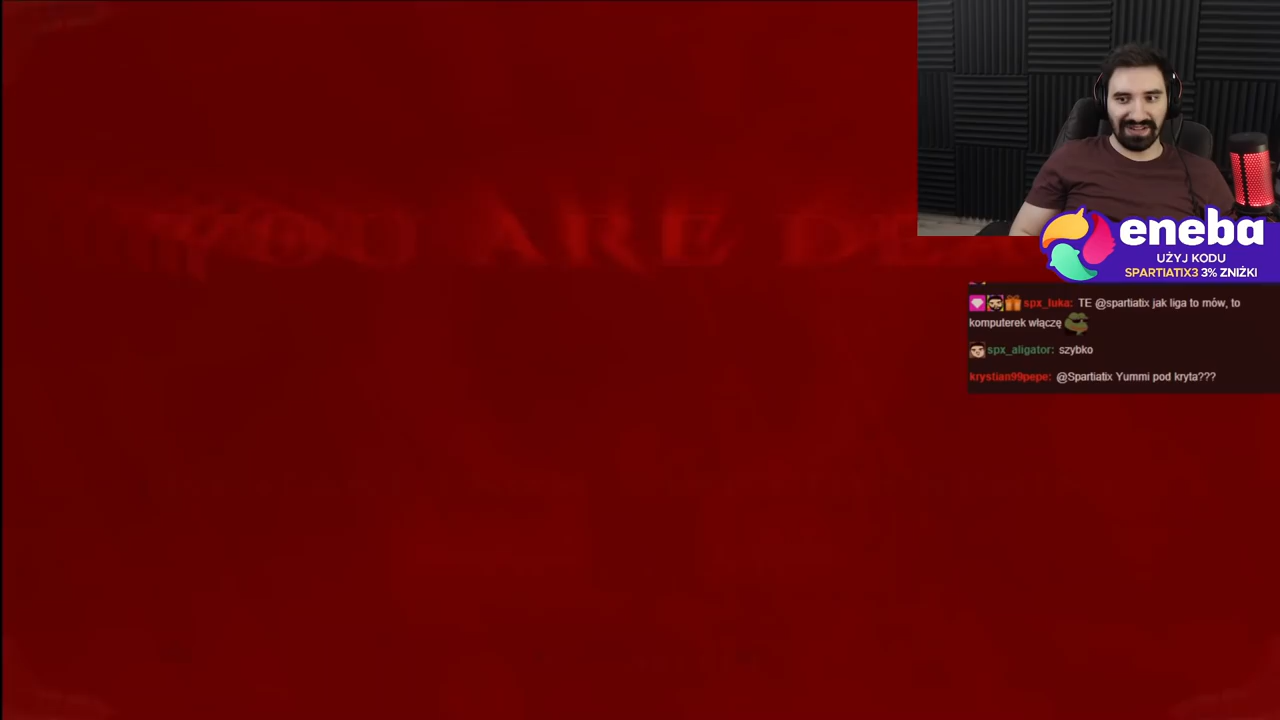 YOU ARE DEA
eneba
UŻYJ KODU
SPARTIATIX3 3% ZNIŻKI
spx_luka: TE @spartiatix jak liga to mów, to
komputerek włączę
spx_aligator: szybko
krystian99pepe: @Spartiatix Yummi pod kryta???